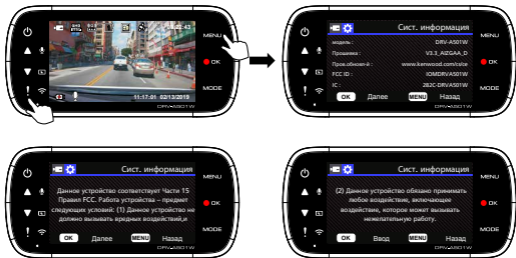 11:17:01 02/13/2019
MENU
OK
MODE
DRV-A501W
Сист. информация
модель : DRV-A501W
Прошивка : V3.3_AIZGAA_D
Пров.обновл-й : www.kenwood.com/cs/ce
FCC ID : IOMDRVA501W
IC : 282C-DRVA501W
OK Далее MENU Назад
MENU
OK
MODE
DRV-A501W
Сист. информация
Данное устройство соответствует Части 15
Правил FCC. Работа устройства – предмет
следующих условий: (1) Данное устройство не
должно вызывать вредных воздействий,и
OK Далее MENU Назад
MENU
OK
MODE
DRV-A501W
Сист. информация
(2) Данное устройство обязано принимать
любое воздействие, включающее
воздействие, которое может вызывать
нежелательную работу.
OK Ввод MENU Назад
MENU
OK
MODE
DRV-A501W